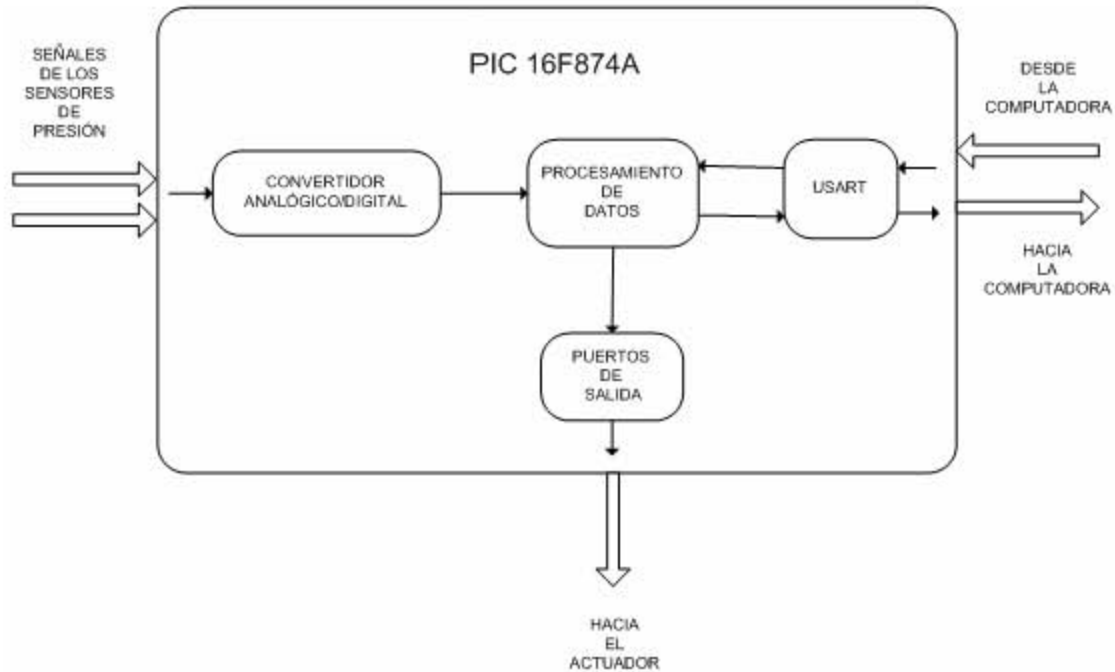 SEÑALES
DE LOS
SENSORES
DE
PRESIÓN
PIC 16F874A
DESDE
LA
COMPUTADORA
CONVERTIDOR
ANALÓGICO/DIGITAL
PROCESAMIENTO
DE
DATOS
USART
HACIA
LA
COMPUTADORA
PUERTOS
DE
SALIDA
HACIA
EL
ACTUADOR